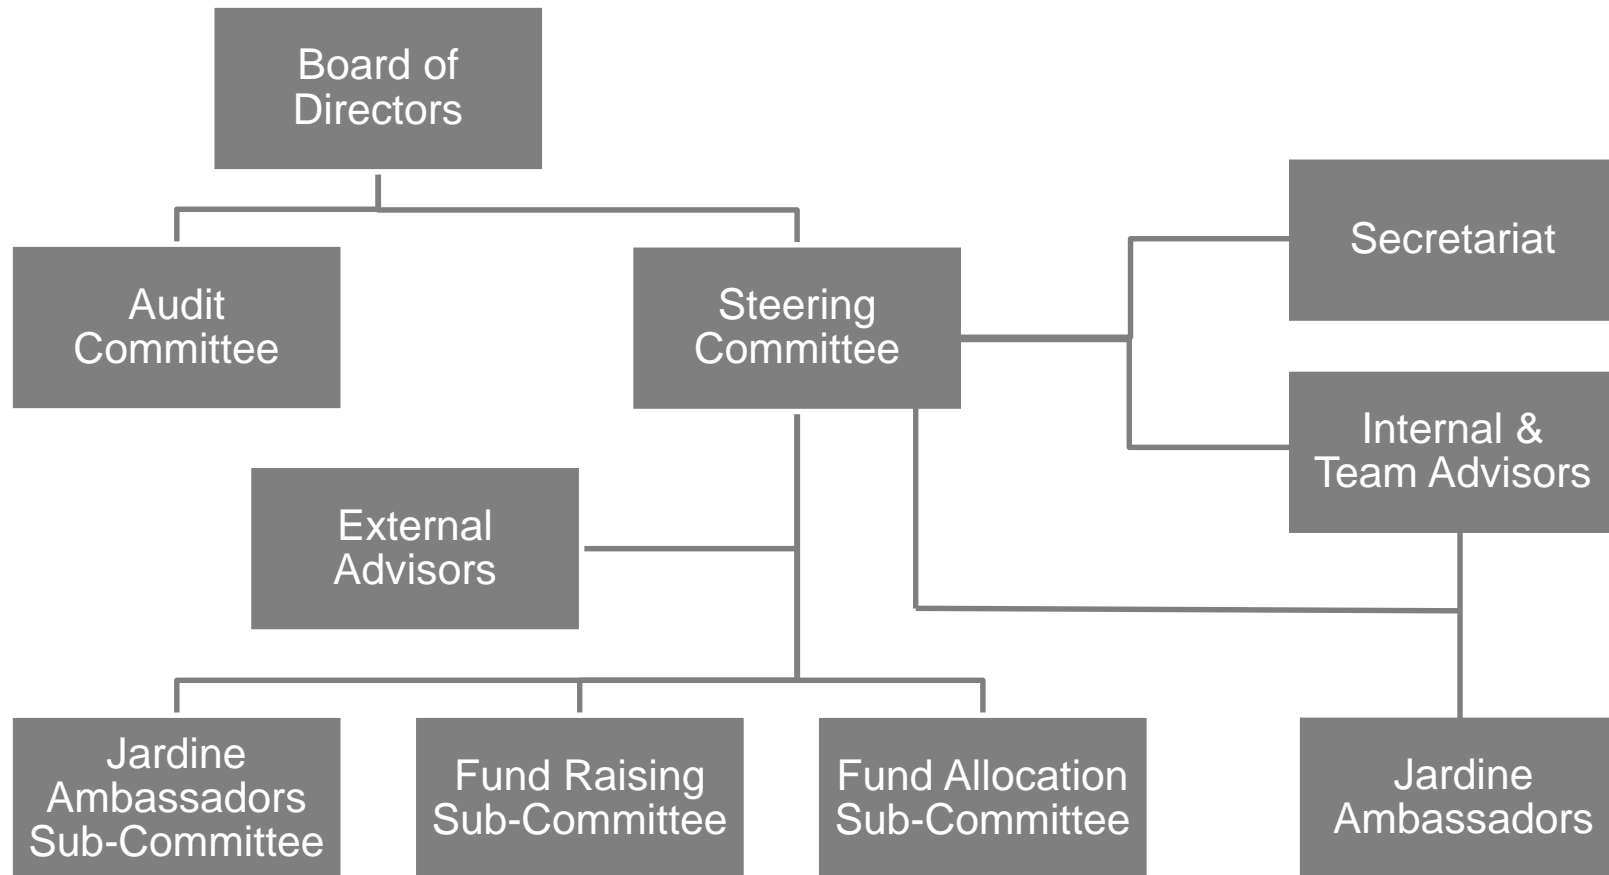 Board of
Directors
Secretariat
Audit
Committee
Steering
Committee
Internal &
Team Advisors
External
Advisors
Jardine
Ambassadors
Sub-Committee
Fund Raising
Sub-Committee
Fund Allocation
Sub-Committee
Jardine
Ambassadors